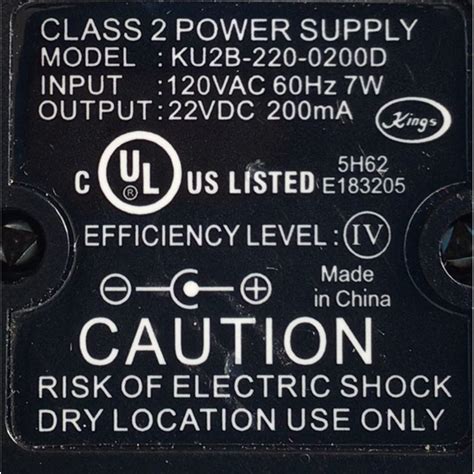 CLASS 2 POWER SUPPLY
MODEL : KU2B-220-0200D
INPUT :120VAC 60Hz 7W
OUTPUT :22VDC 200mA
Kings
C UL ® US LISTED 5H62
E183205
EFFICIENCY LEVEL : IV
Made
in China
CAUTION
RISK OF ELECTRIC SHOCK
DRY LOCATION USE ONLY